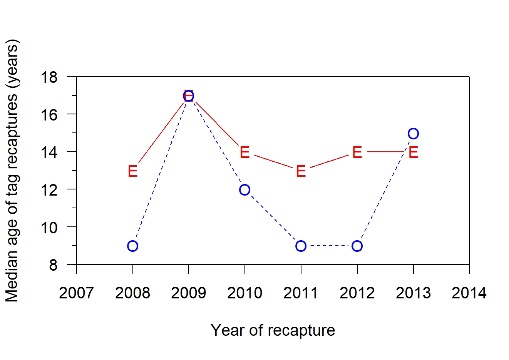 Median age of tag recaptures (years)
18
16
14
12
10
8
E
E
E
E
E
E
O
O
O
O
O
O
2007 2008 2009 2010 2011 2012 2013 2014
Year of recapture